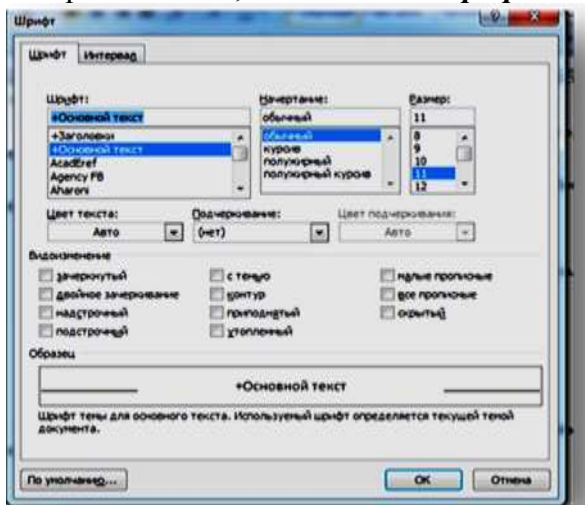 Шрифт
Шрифт Интервал
Шрифт: Начертание: Размер:
+Основной текст обычный 11
+Заголовки обычный 8
+Основной текст курсив 9
AcadEref полужирный 10
Agency FB полужирный курсив 11
Aharoni 12
Цвет текста: Подчеркивание: Цвет подчеркивания:
Авто (нет) Авто
Видоизменение
зачеркнутый с тенью малые прописные
двойное зачеркивание контур все прописные
надстрочный приподнятый скрытый
подстрочный утопленный
Образец
+Основной текст
Шрифт темы для основного текста. Используемый шрифт определяется текущей темой
документа.
По умолчанию... ОК Отмена